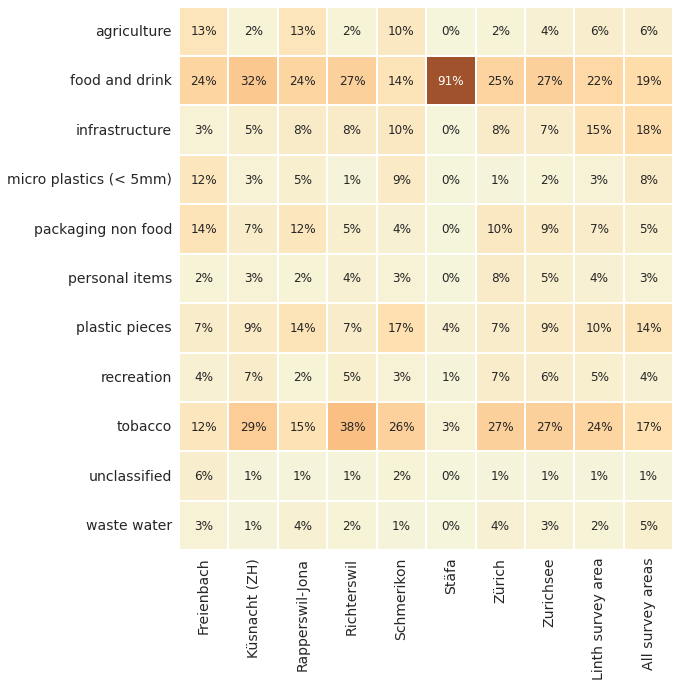 agriculture 13% 2% 13% 2% 10% 0% 2% 4% 6% 6%
food and drink 24% 32% 24% 27% 14% 91% 25% 27% 22% 19%
infrastructure 3% 5% 8% 8% 10% 0% 8% 7% 15% 18%
micro plastics (< 5mm) 12% 3% 5% 1% 9% 0% 1% 2% 3% 8%
packaging non food 14% 7% 12% 5% 4% 0% 10% 9% 7% 5%
personal items 2% 3% 2% 4% 3% 0% 8% 5% 4% 3%
plastic pieces 7% 9% 14% 7% 17% 4% 7% 9% 10% 14%
recreation 4% 7% 2% 5% 3% 1% 7% 6% 5% 4%
tobacco 12% 29% 15% 38% 26% 3% 27% 27% 24% 17%
unclassified 6% 1% 1% 1% 2% 0% 1% 1% 1% 1%
waste water 3% 1% 4% 2% 1% 0% 4% 3% 2% 5%
Freienbach
Küsnacht (ZH)
Rapperswil-Jona
Richterswil
Schmerikon
Stäfa
Zürich
Zurichsee
Linth survey area
All survey areas